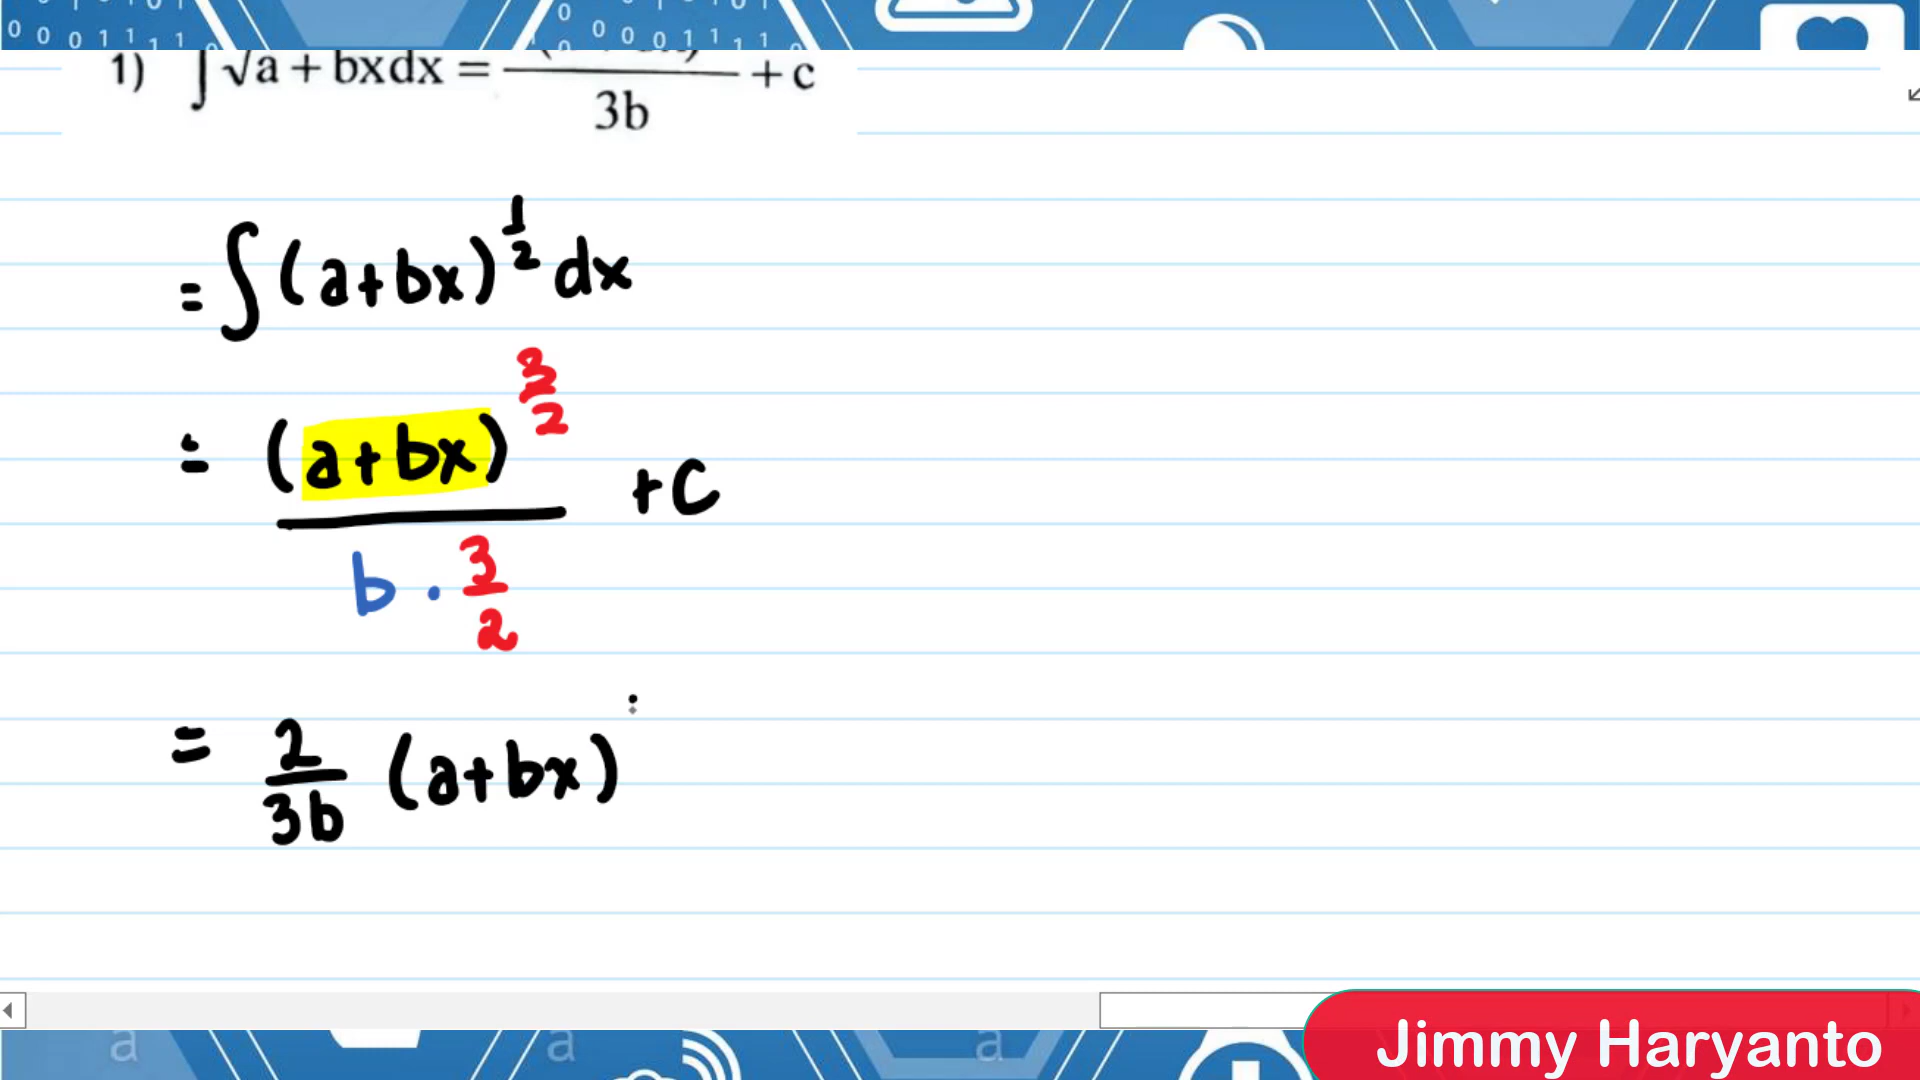 1) ∫√a + bxdx = ——— + c
3b
= ∫(a+bx)^1/2 dx
= (a+bx)^3/2 + C
b · 3/2
= 2/3b (a+bx)
Jimmy Haryanto